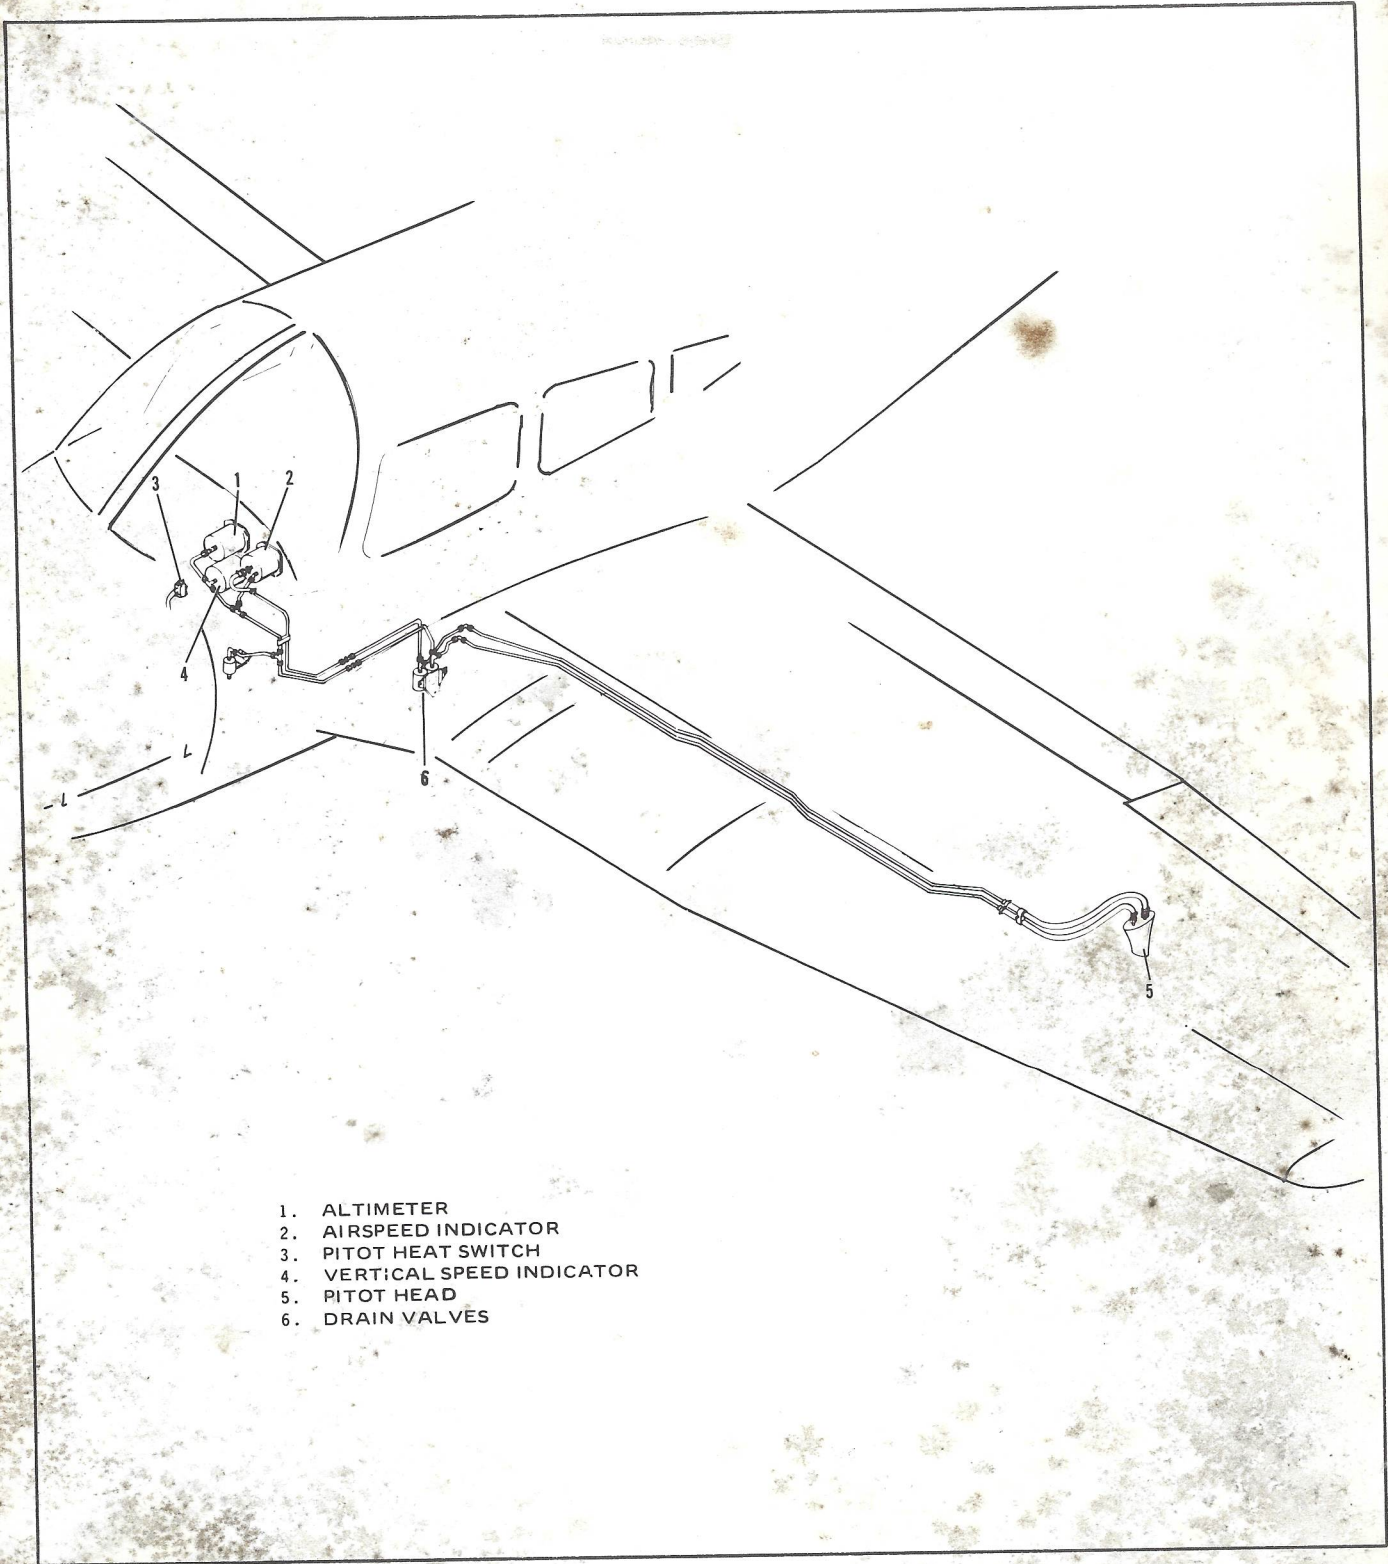 1
2
3
4
6
5
1. ALTIMETER
2. AIRSPEED INDICATOR
3. PITOT HEAT SWITCH
4. VERTICAL SPEED INDICATOR
5. PITOT HEAD
6. DRAIN VALVES